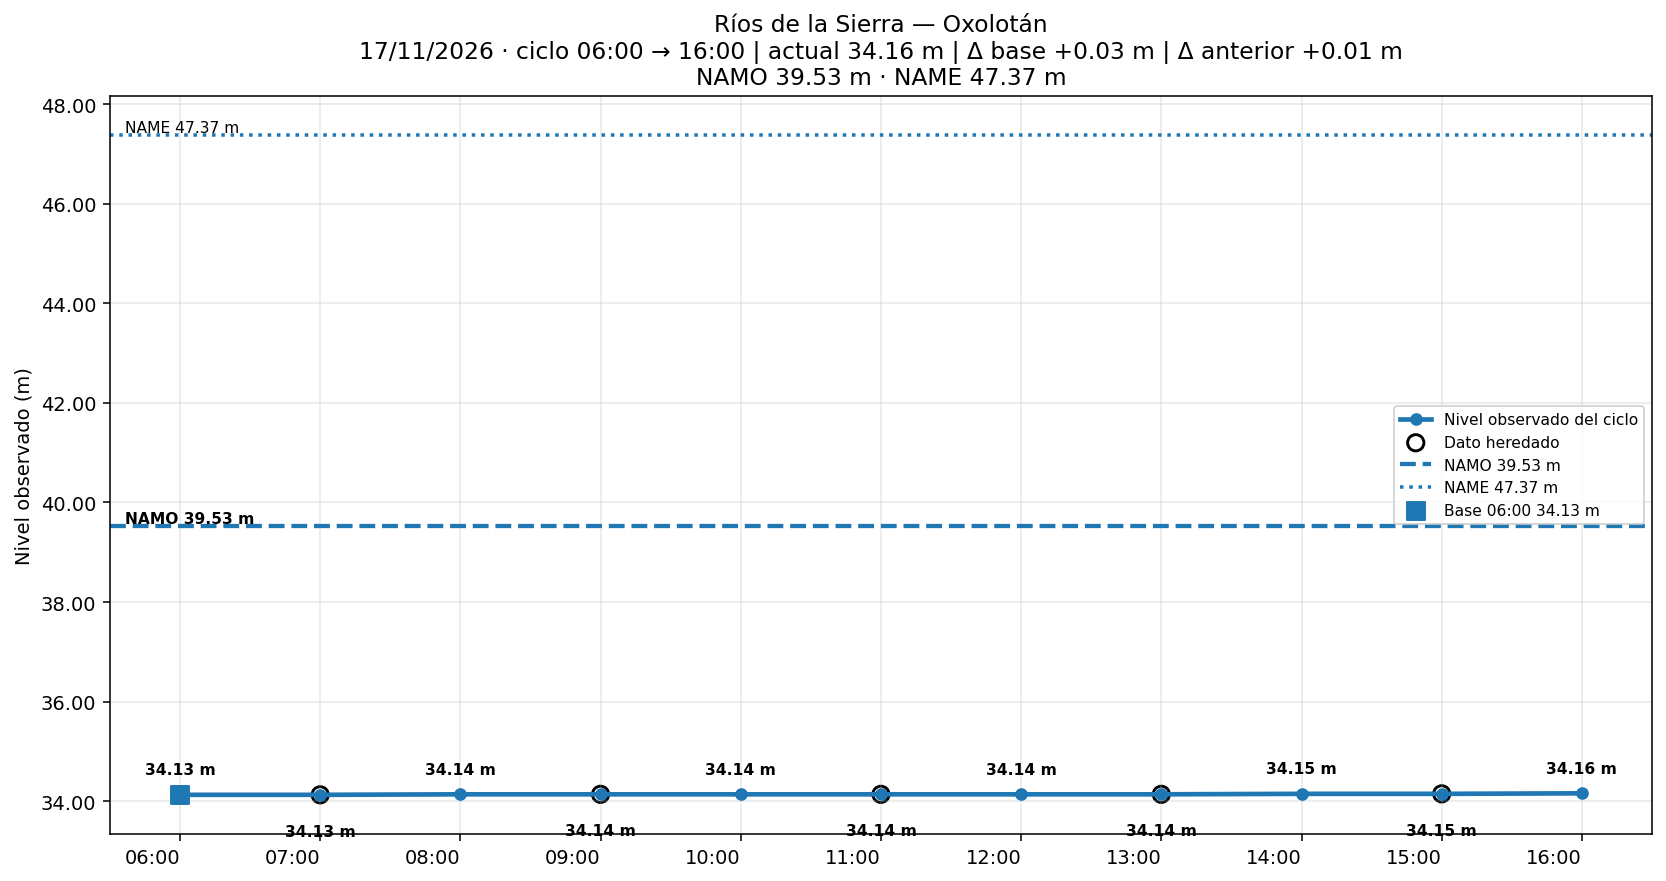 Ríos de la Sierra — Oxolotán
17/11/2026 · ciclo 06:00 → 16:00 | actual 34.16 m | Δ base +0.03 m | Δ anterior +0.01 m
NAMO 39.53 m · NAME 47.37 m
Nivel observado (m)
48.00
46.00
44.00
42.00
40.00
38.00
36.00
34.00
NAME 47.37 m
NAMO 39.53 m
Nivel observado del ciclo
Dato heredado
NAMO 39.53 m
NAME 47.37 m
Base 06:00 34.13 m
34.13 m 34.14 m 34.14 m 34.14 m 34.15 m 34.16 m
34.13 m 34.14 m 34.14 m 34.14 m 34.15 m
06:00 07:00 08:00 09:00 10:00 11:00 12:00 13:00 14:00 15:00 16:00